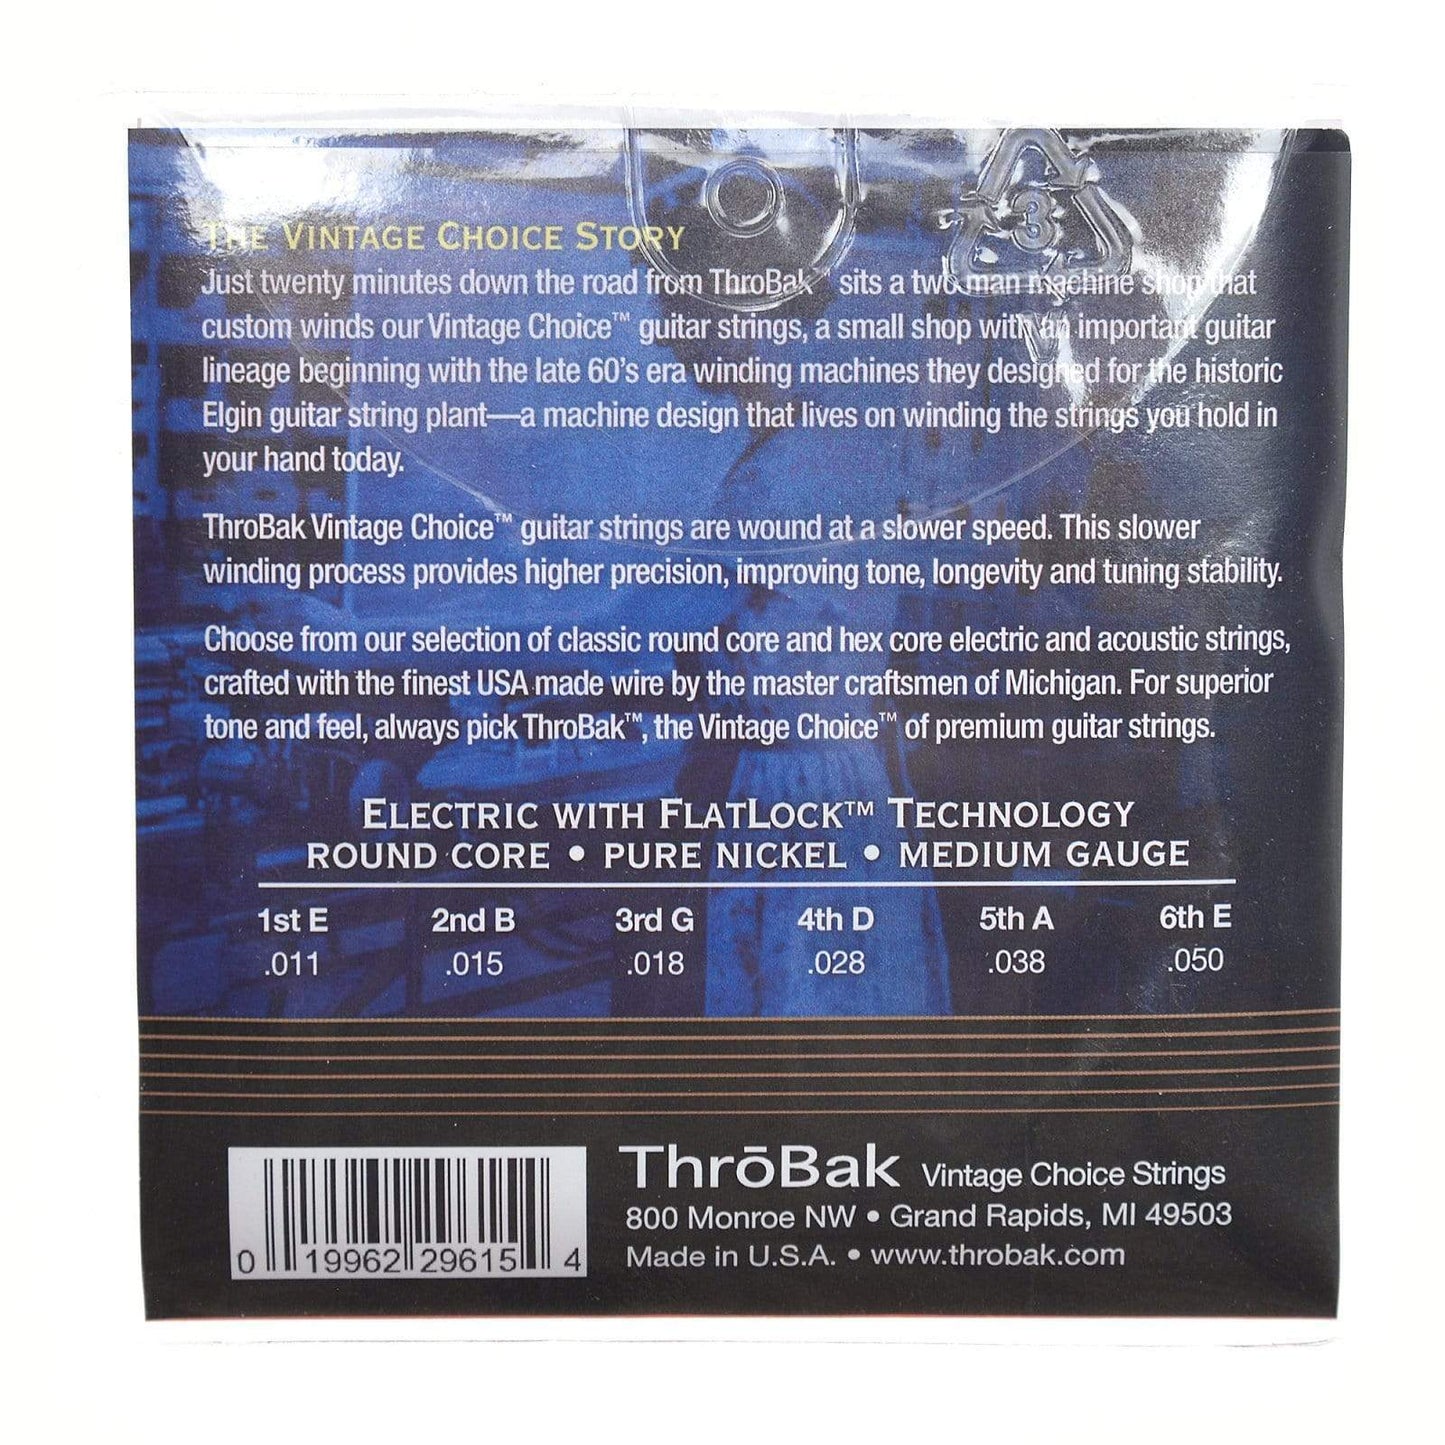 THE VINTAGE CHOICE STORY
Just twenty minutes down the road from ThroBak™ sits a two man machine shop that
custom winds our Vintage Choice™ guitar strings, a small shop with an important guitar
lineage beginning with the late 60's era winding machines they designed for the historic
Elgin guitar string plant—a machine design that lives on winding the strings you hold in
your hand today.
ThroBak Vintage Choice™ guitar strings are wound at a slower speed. This slower
winding process provides higher precision, improving tone, longevity and tuning stability.
Choose from our selection of classic round core and hex core electric and acoustic strings,
crafted with the finest USA made wire by the master craftsmen of Michigan. For superior
tone and feel, always pick ThroBak™, the Vintage Choice™ of premium guitar strings.
ELECTRIC WITH FLATLOCK™ TECHNOLOGY
ROUND CORE • PURE NICKEL • MEDIUM GAUGE
1st E 2nd B 3rd G 4th D 5th A 6th E
.011 .015 .018 .028 .038 .050
ThrōBak Vintage Choice Strings
800 Monroe NW • Grand Rapids, MI 49503
Made in U.S.A. • www.throbak.com
0 19962 29615 4
3